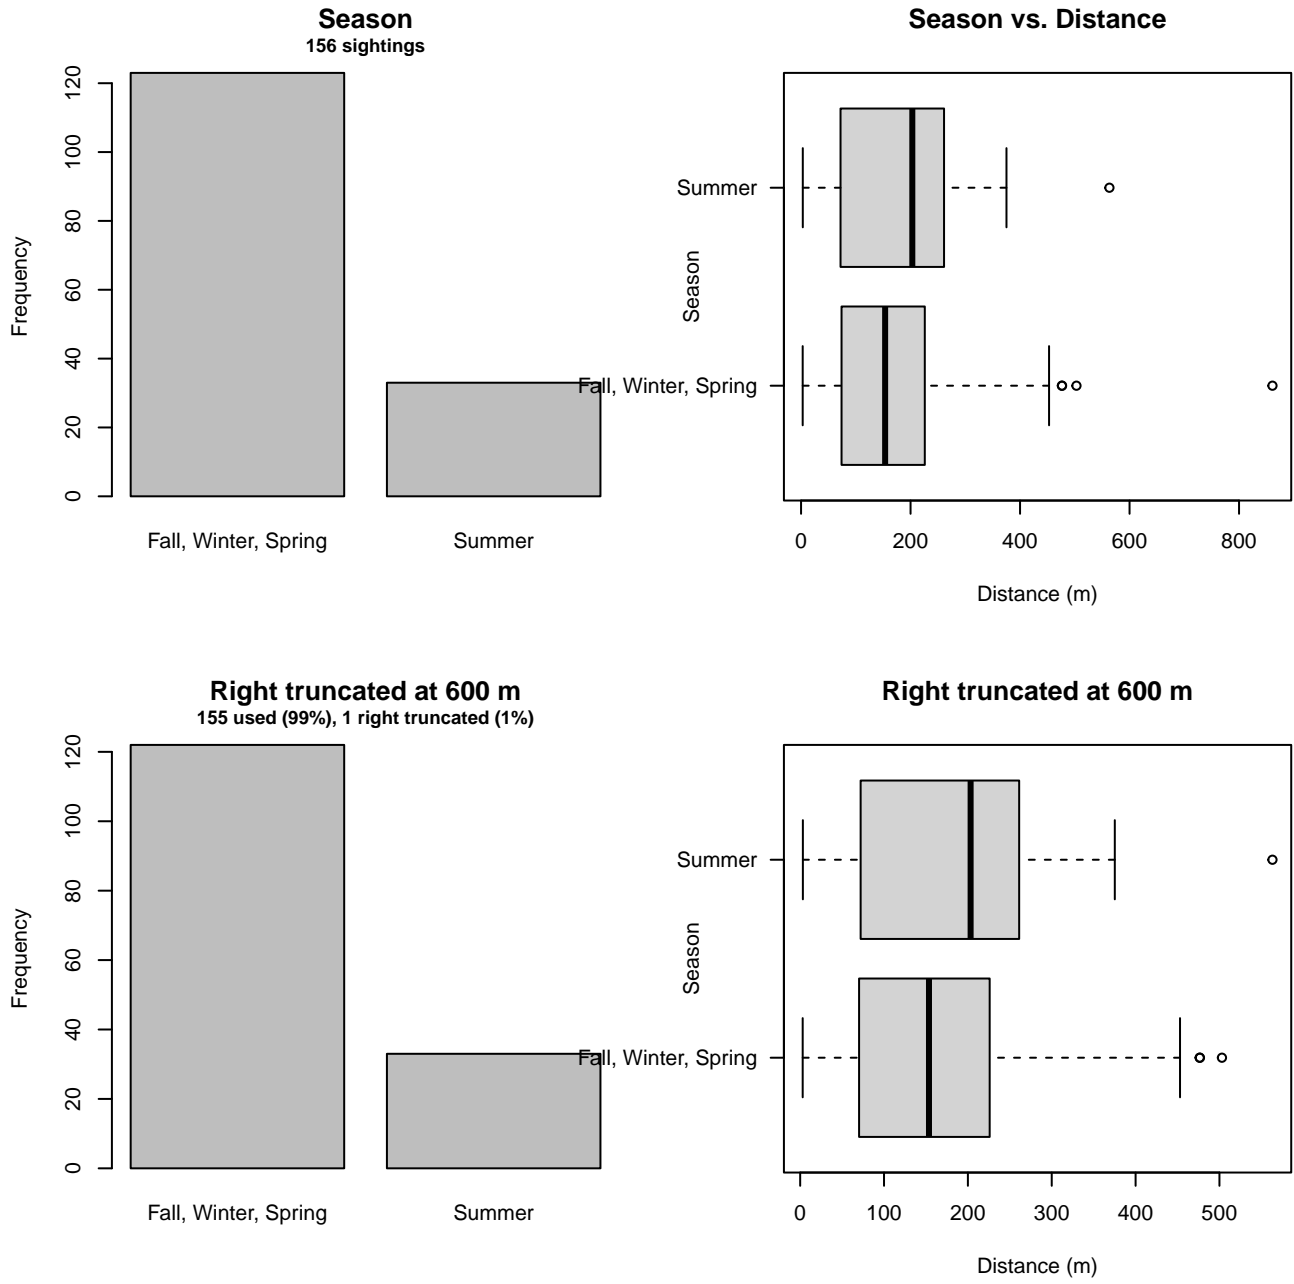 Season
156 sightings
Frequency
0
20
40
60
80
100
120
Fall, Winter, Spring
Summer
Season vs. Distance
Season
Summer
Fall, Winter, Spring
0 200 400 600 800
Distance (m)
Right truncated at 600 m
155 used (99%), 1 right truncated (1%)
Frequency
0
20
40
60
80
100
120
Fall, Winter, Spring
Summer
Right truncated at 600 m
Season
Summer
Fall, Winter, Spring
0 100 200 300 400 500
Distance (m)